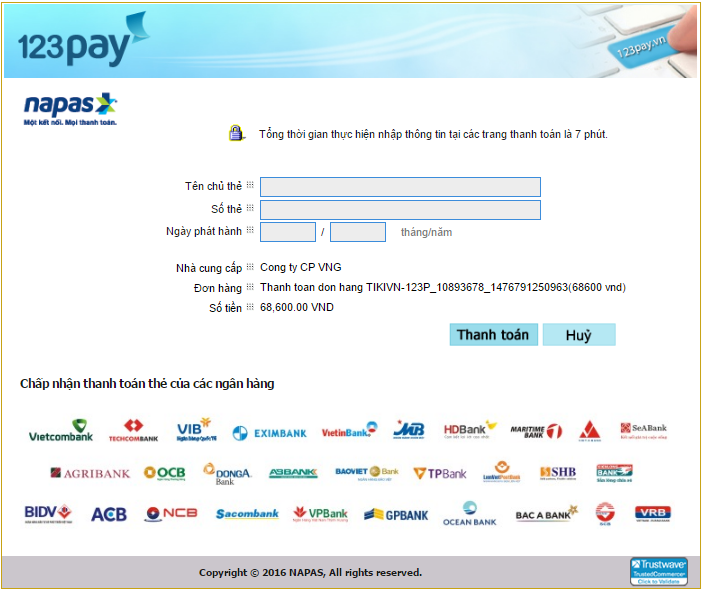 123pay
123pay.vn
napas
Một kết nối. Mọi thanh toán.
Tổng thời gian thực hiện nhập thông tin tại các trang thanh toán là 7 phút.
Tên chủ thẻ
Số thẻ
Ngày phát hành / tháng/năm
Nhà cung cấp Cong ty CP VNG
Đơn hàng Thanh toan don hang TIKIVN-123P_10893678_1476791250963(68600 vnd)
Số tiền 68,600.00 VND
Thanh toán Huỷ
Chấp nhận thanh toán thẻ của các ngân hàng
Vietcombank TECHCOMBANK VIB EXIMBANK VietinBank MB HDBank MARITIME BANK SeABank
AGRIBANK OCB DONGA Bank ABBANK BAOVIET Bank TPBank LienVietPostBank SHB
BIDV ACB NCB Sacombank VPBank GPBANK OCEAN BANK BAC A BANK SCB VRB
Copyright © 2016 NAPAS, All rights reserved.
Trustwave
Trusted Commerce
Click to Validate